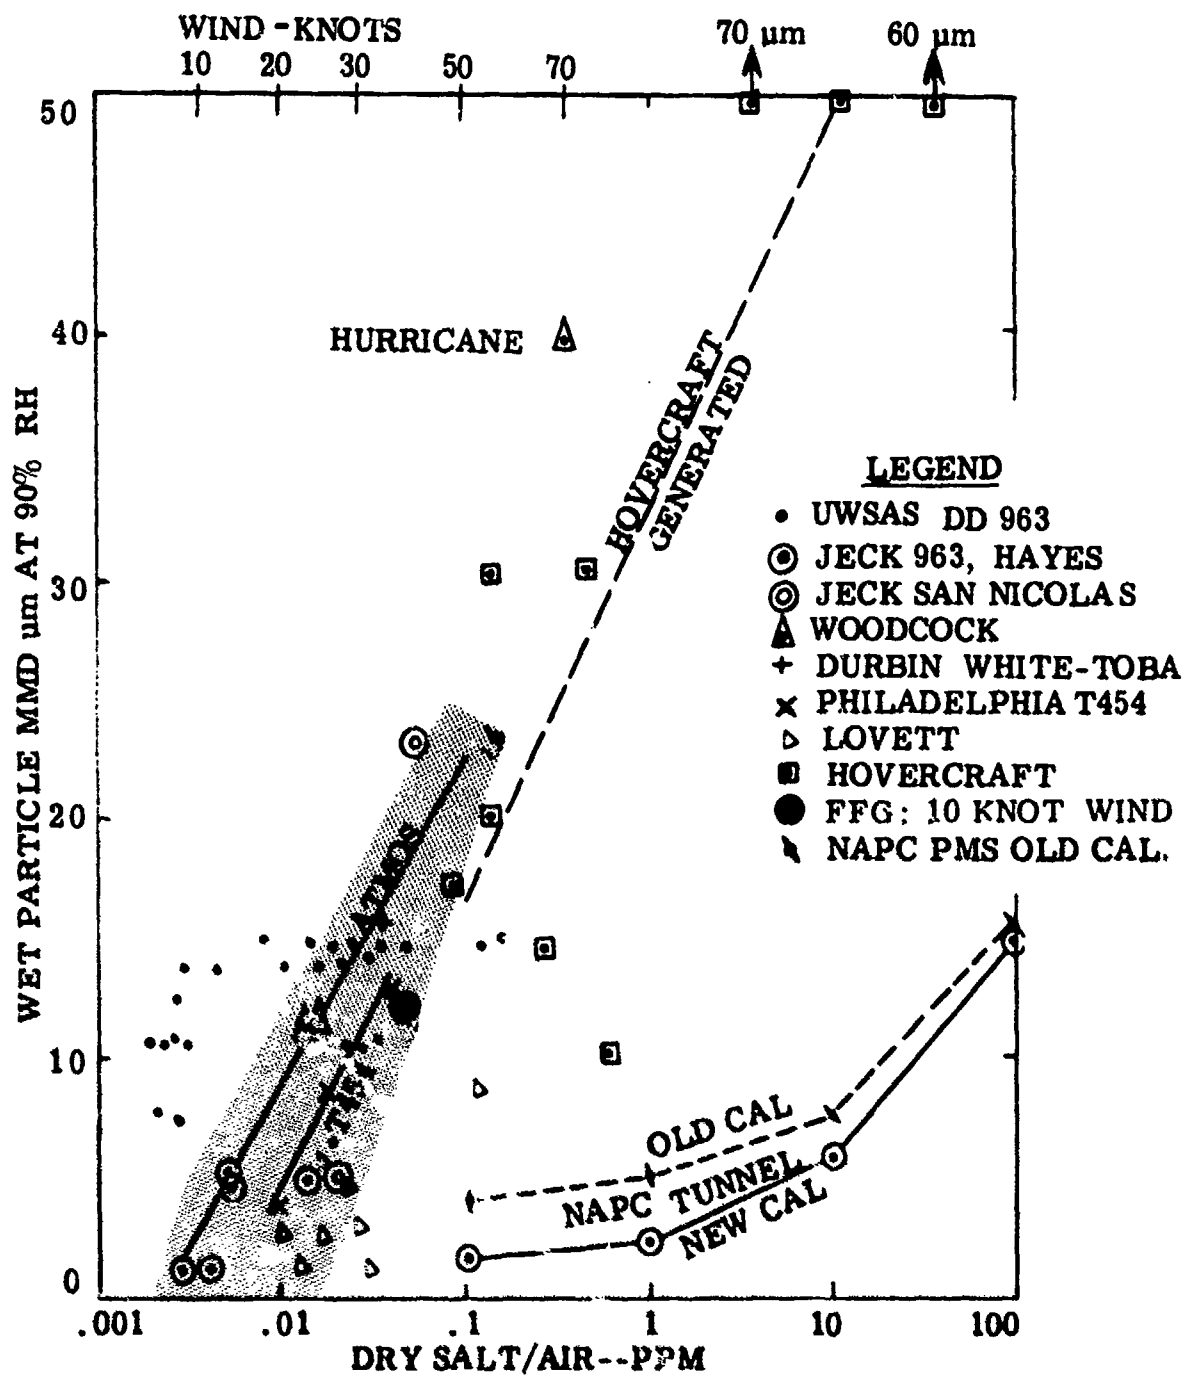 WIND - KNOTS
70 µm
60 µm
10 20 30 50 70
50
40
30
20
10
0
WET PARTICLE MMD µm AT 90% RH
HURRICANE
HOVERCRAFT
GENERATED
ATMOS
T454
LEGEND
UWSAS DD 963
JECK 963, HAYES
JECK SAN NICOLAS
WOODCOCK
DURBIN WHITE-TOBA
PHILADELPHIA T454
LOVETT
HOVERCRAFT
FFG: 10 KNOT WIND
NAPC PMS OLD CAL.
OLD CAL
NAPC TUNNEL
NEW CAL
.001 .01 .1 1 10 100
DRY SALT/AIR--PPM